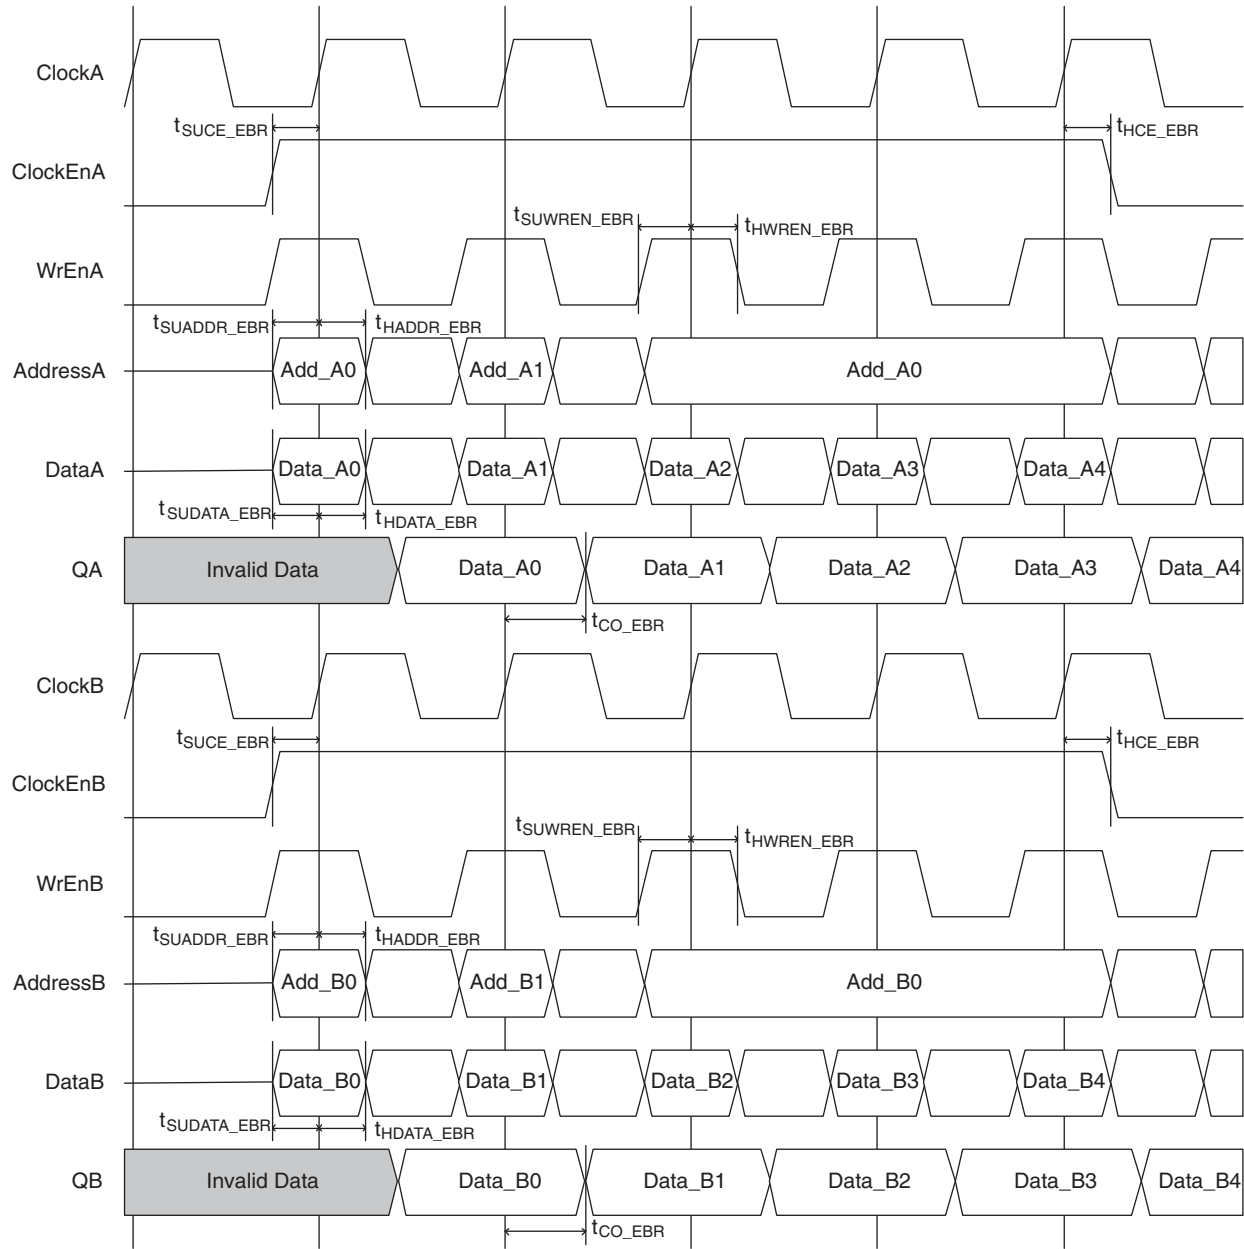 ClockA
tSUCE_EBR
tHCE_EBR
ClockEnA
tSUWREN_EBR
tHWREN_EBR
WrEnA
tSUADDR_EBR
tHADDR_EBR
AddressA
Add_A0
Add_A1
Add_A0
DataA
Data_A0
Data_A1
Data_A2
Data_A3
Data_A4
tSUDATA_EBR
tHDATA_EBR
QA
Invalid Data
Data_A0
Data_A1
Data_A2
Data_A3
Data_A4
tCO_EBR
ClockB
tSUCE_EBR
tHCE_EBR
ClockEnB
tSUWREN_EBR
tHWREN_EBR
WrEnB
tSUADDR_EBR
tHADDR_EBR
AddressB
Add_B0
Add_B1
Add_B0
DataB
Data_B0
Data_B1
Data_B2
Data_B3
Data_B4
tSUDATA_EBR
tHDATA_EBR
QB
Invalid Data
Data_B0
Data_B1
Data_B2
Data_B3
Data_B4
tCO_EBR